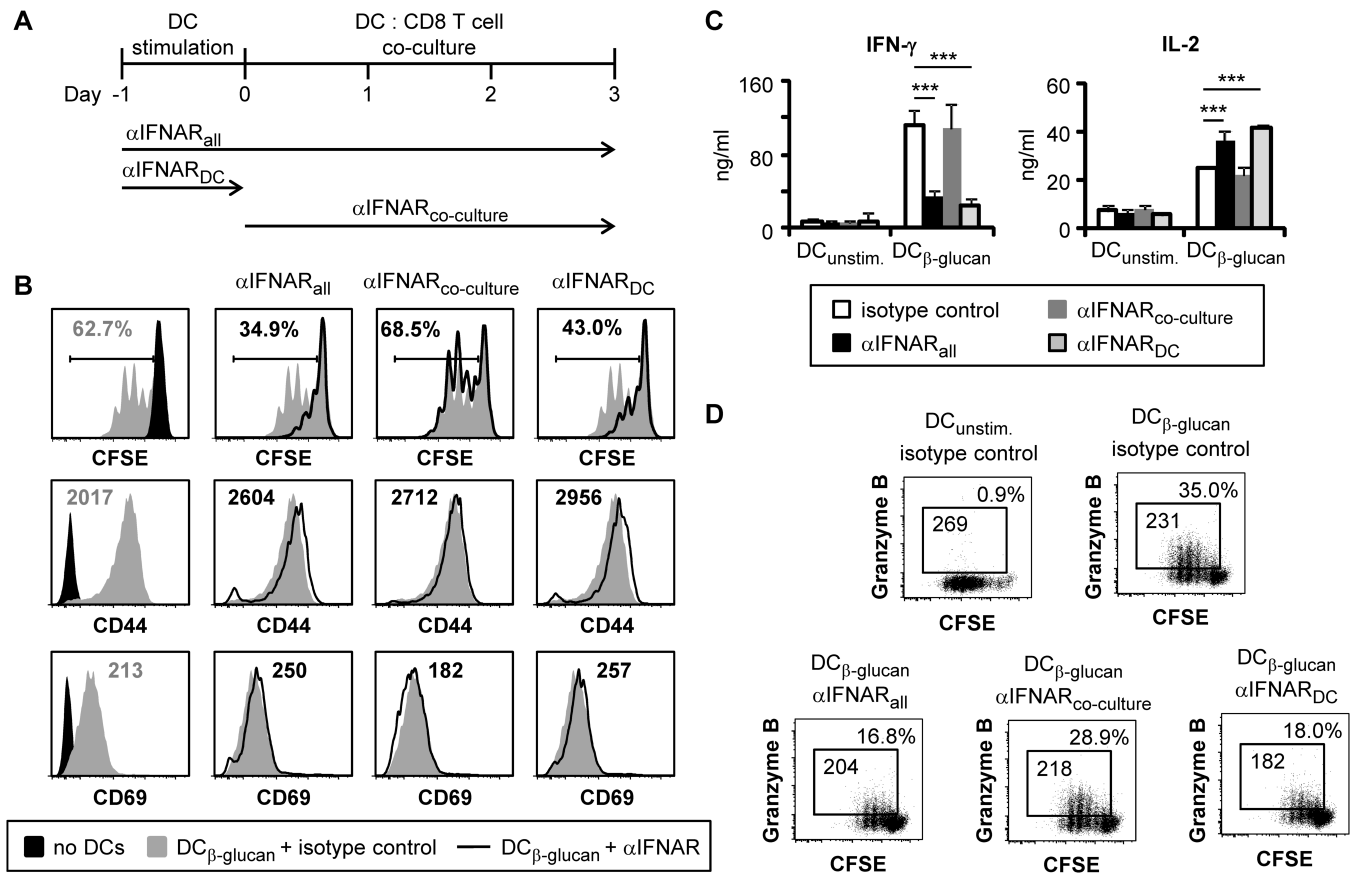 A
DC
stimulation
DC : CD8 T cell
co-culture
Day -1 0 1 2 3
αIFNARall
αIFNARDC
αIFNARco-culture
B
αIFNARall αIFNARco-culture αIFNARDC
62.7% 34.9% 68.5% 43.0%
CFSE CFSE CFSE CFSE
2017 2604 2712 2956
CD44 CD44 CD44 CD44
213 250 182 257
CD69 CD69 CD69 CD69
no DCs DCβ-glucan + isotype control DCβ-glucan + αIFNAR
C
IFN-γ
***
***
160
80
0
ng/ml
DCunstim. DCβ-glucan
IL-2
***
***
60
40
20
0
ng/ml
DCunstim. DCβ-glucan
isotype control αIFNARco-culture
αIFNARall αIFNARDC
D
DCunstim.
isotype control
0.9%
269
Granzyme B
CFSE
DCβ-glucan
isotype control
35.0%
231
Granzyme B
CFSE
DCβ-glucan
αIFNARall
16.8%
204
Granzyme B
CFSE
DCβ-glucan
αIFNARco-culture
28.9%
218
Granzyme B
CFSE
DCβ-glucan
αIFNARDC
18.0%
182
Granzyme B
CFSE